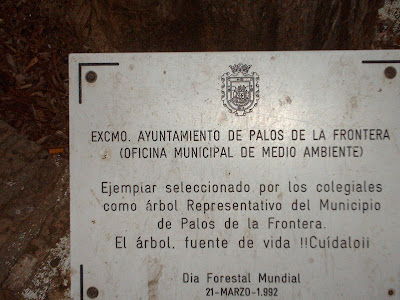 EXCMO. AYUNTAMIENTO DE PALOS DE LA FRONTERA
(OFICINA MUNICIPAL DE MEDIO AMBIENTE)
Ejemplar seleccionado por los colegiales
como árbol Representativo del Municipio
de Palos de la Frontera.
El árbol, fuente de vida !!Cuídalo¡¡
Día Forestal Mundial
21-MARZO-1.992